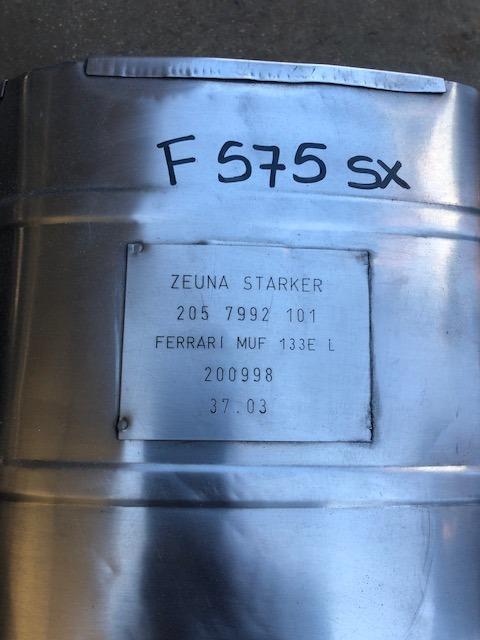 F 575 SX
ZEUNA STARKER
205 7992 101
FERRARI MUF 133E L
200998
37.03